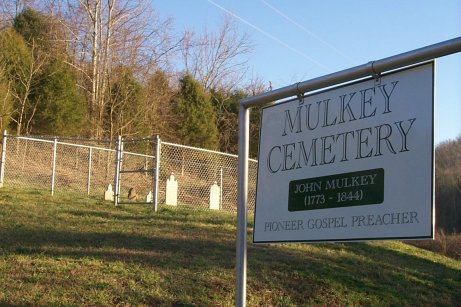 MULKEY
CEMETERY
JOHN MULKEY
(1773 - 1844)
PIONEER GOSPEL PREACHER